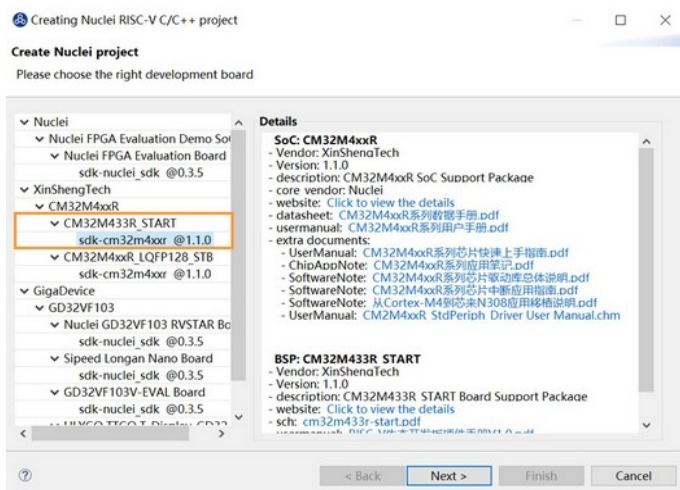 Creating Nuclei RISC-V C/C++ project
Create Nuclei project
Please choose the right development board
Nuclei
Nuclei FPGA Evaluation Demo So
Nuclei FPGA Evaluation Board
sdk-nuclei_sdk @0.3.5
XinShengTech
CM32M4xxR
CM32M433R_START
sdk-cm32m4xxr @1.1.0
CM32M4xxR_LQFP128_STB
sdk-cm32m4xxr @1.1.0
GigaDevice
GD32VF103
Nuclei GD32VF103 RVSTAR Bo
sdk-nuclei_sdk @0.3.5
Sipeed Longan Nano Board
sdk-nuclei_sdk @0.3.5
GD32VF103V-EVAL Board
sdk-nuclei_sdk @0.3.5
Details
SoC: CM32M4xxR
- Vendor: XinShengTech
- Version: 1.1.0
- description: CM32M4xxR SoC Support Package
- core vendor: Nuclei
- website: Click to view the details
- datasheet: CM32M4xxR系列数据手册.pdf
- usermanual: CM32M4xxR系列用户手册.pdf
- extra documents:
- UserManual: CM32M4xxR系列芯片快速上手指南.pdf
- ChipAppNote: CM32M4xxR系列应用笔记.pdf
- SoftwareNote: CM32M4xxR系列芯片驱动库总体说明.pdf
- SoftwareNote: CM32M4xxR系列芯片中断应用指南.pdf
- SoftwareNote: 从Cortex-M4到芯来N308应用移植说明.pdf
- UserManual: CM2M4xxR StdPeriph Driver User Manual.chm
BSP: CM32M433R START
- Vendor: XinShengTech
- Version: 1.1.0
- description: CM32M433R START Board Support Package
- website: Click to view the details
- sch: cm32m433r-start.pdf
< Back
Next >
Finish
Cancel